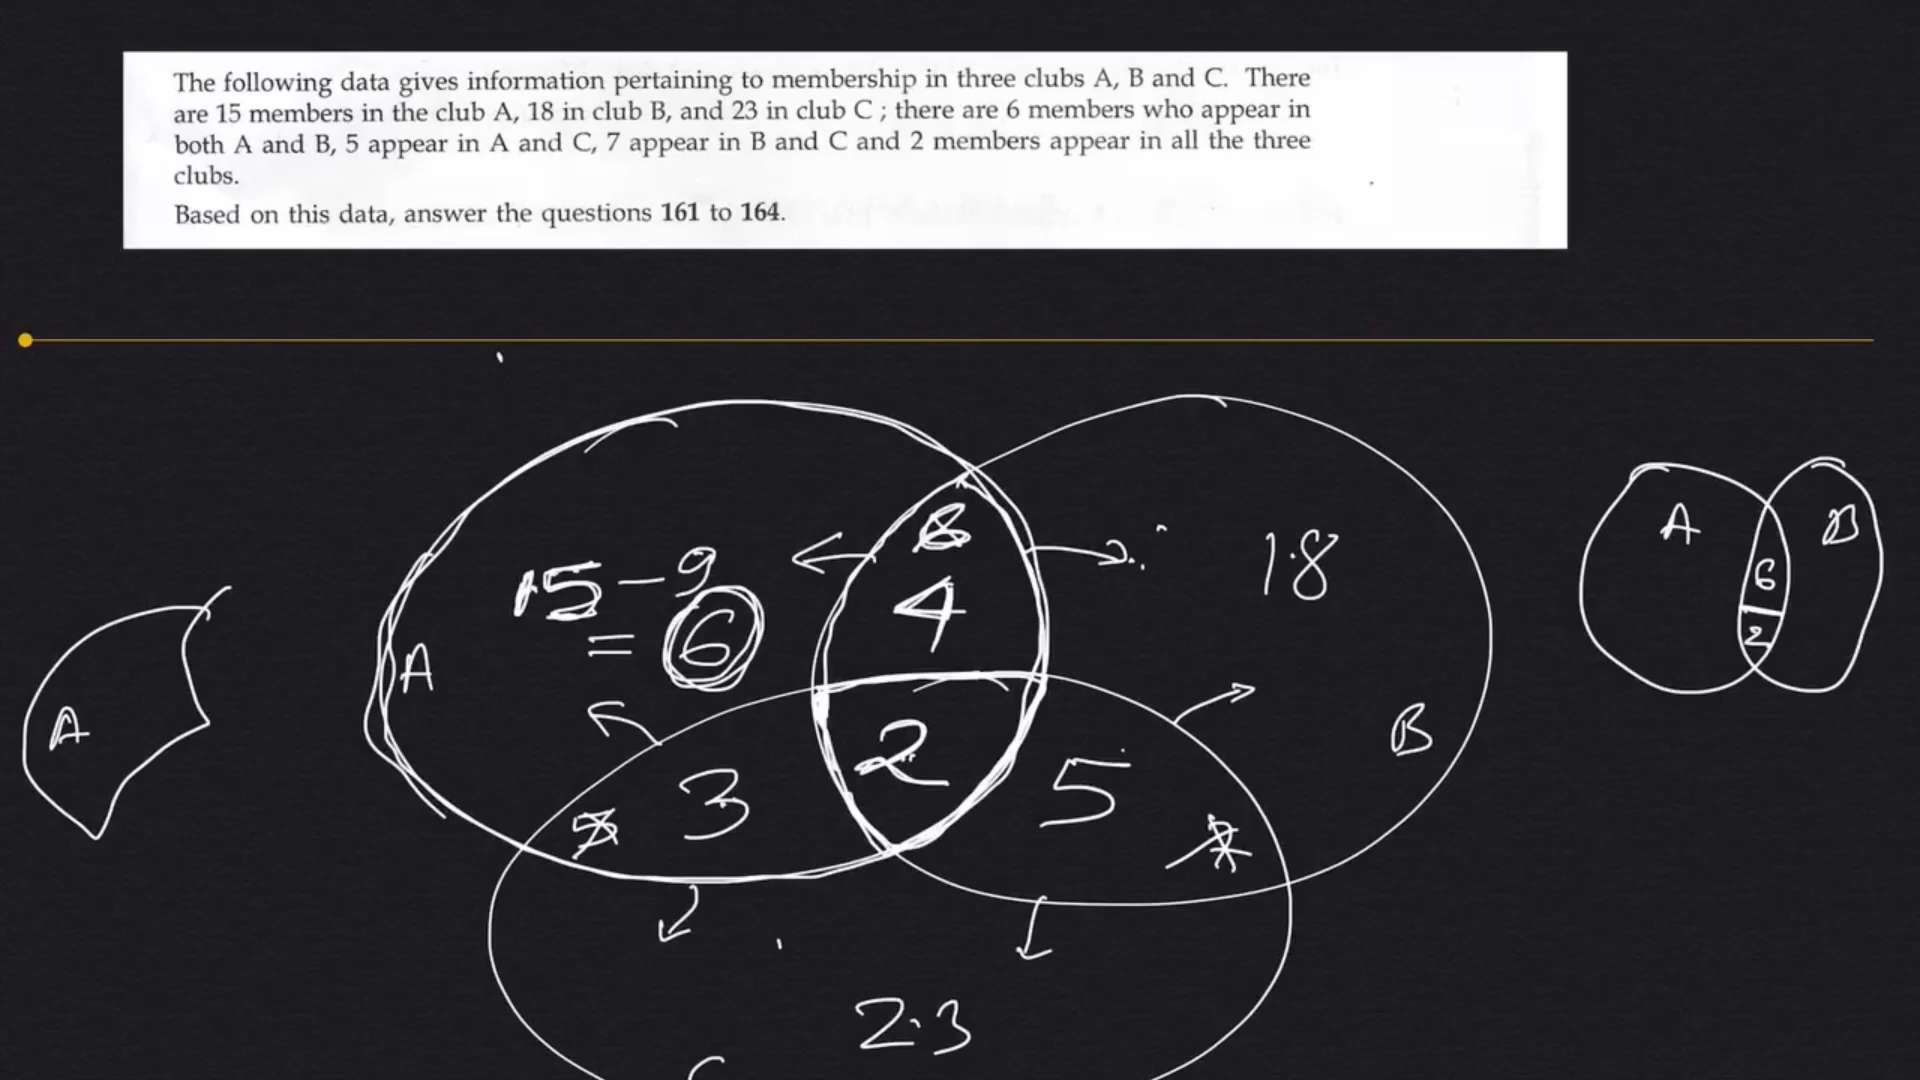 The following data gives information pertaining to membership in three clubs A, B and C. There
are 15 members in the club A, 18 in club B, and 23 in club C ; there are 6 members who appear in
both A and B, 5 appear in A and C, 7 appear in B and C and 2 members appear in all the three
clubs.
Based on this data, answer the questions 161 to 164.
15 - 9
= 6
4
18
A
B
6
2
A
A
2
B
3
5
23
C